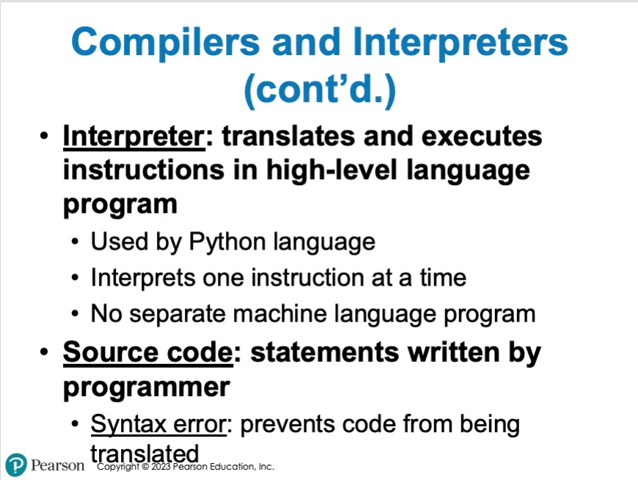 Compilers and Interpreters
(cont’d.)
• Interpreter: translates and executes
instructions in high-level language
program
• Used by Python language
• Interprets one instruction at a time
• No separate machine language program
• Source code: statements written by
programmer
• Syntax error: prevents code from being
translated
Pearson Copyright © 2023 Pearson Education, Inc.